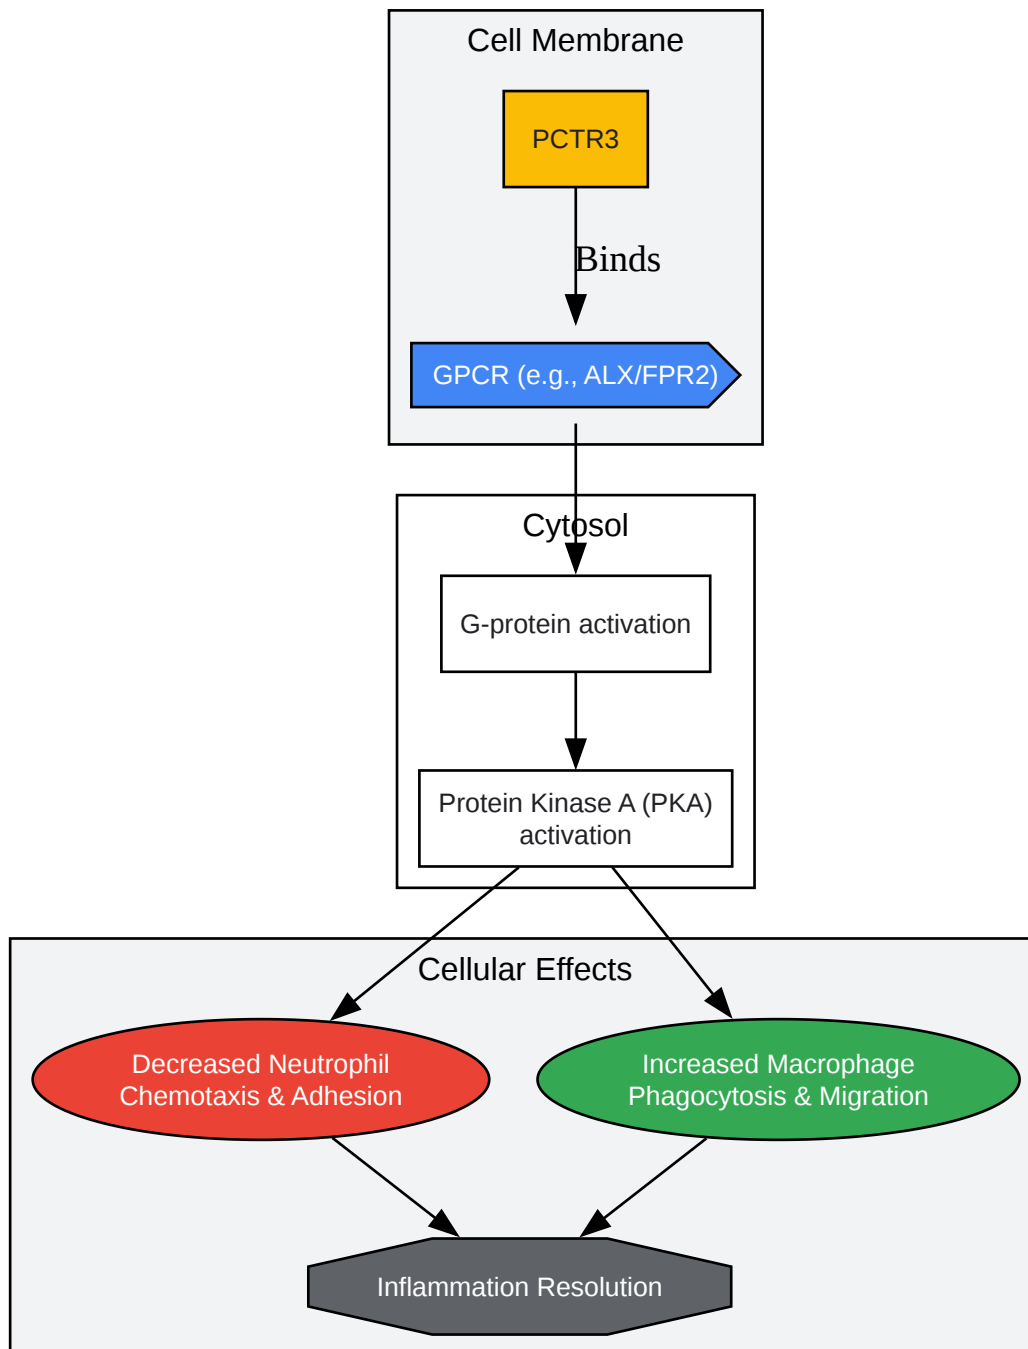 Cell Membrane
PCTR3
Binds
GPCR (e.g., ALX/FPR2)
Cytosol
G-protein activation
Protein Kinase A (PKA)
activation
Cellular Effects
Decreased Neutrophil
Chemotaxis & Adhesion
Increased Macrophage
Phagocytosis & Migration
Inflammation Resolution